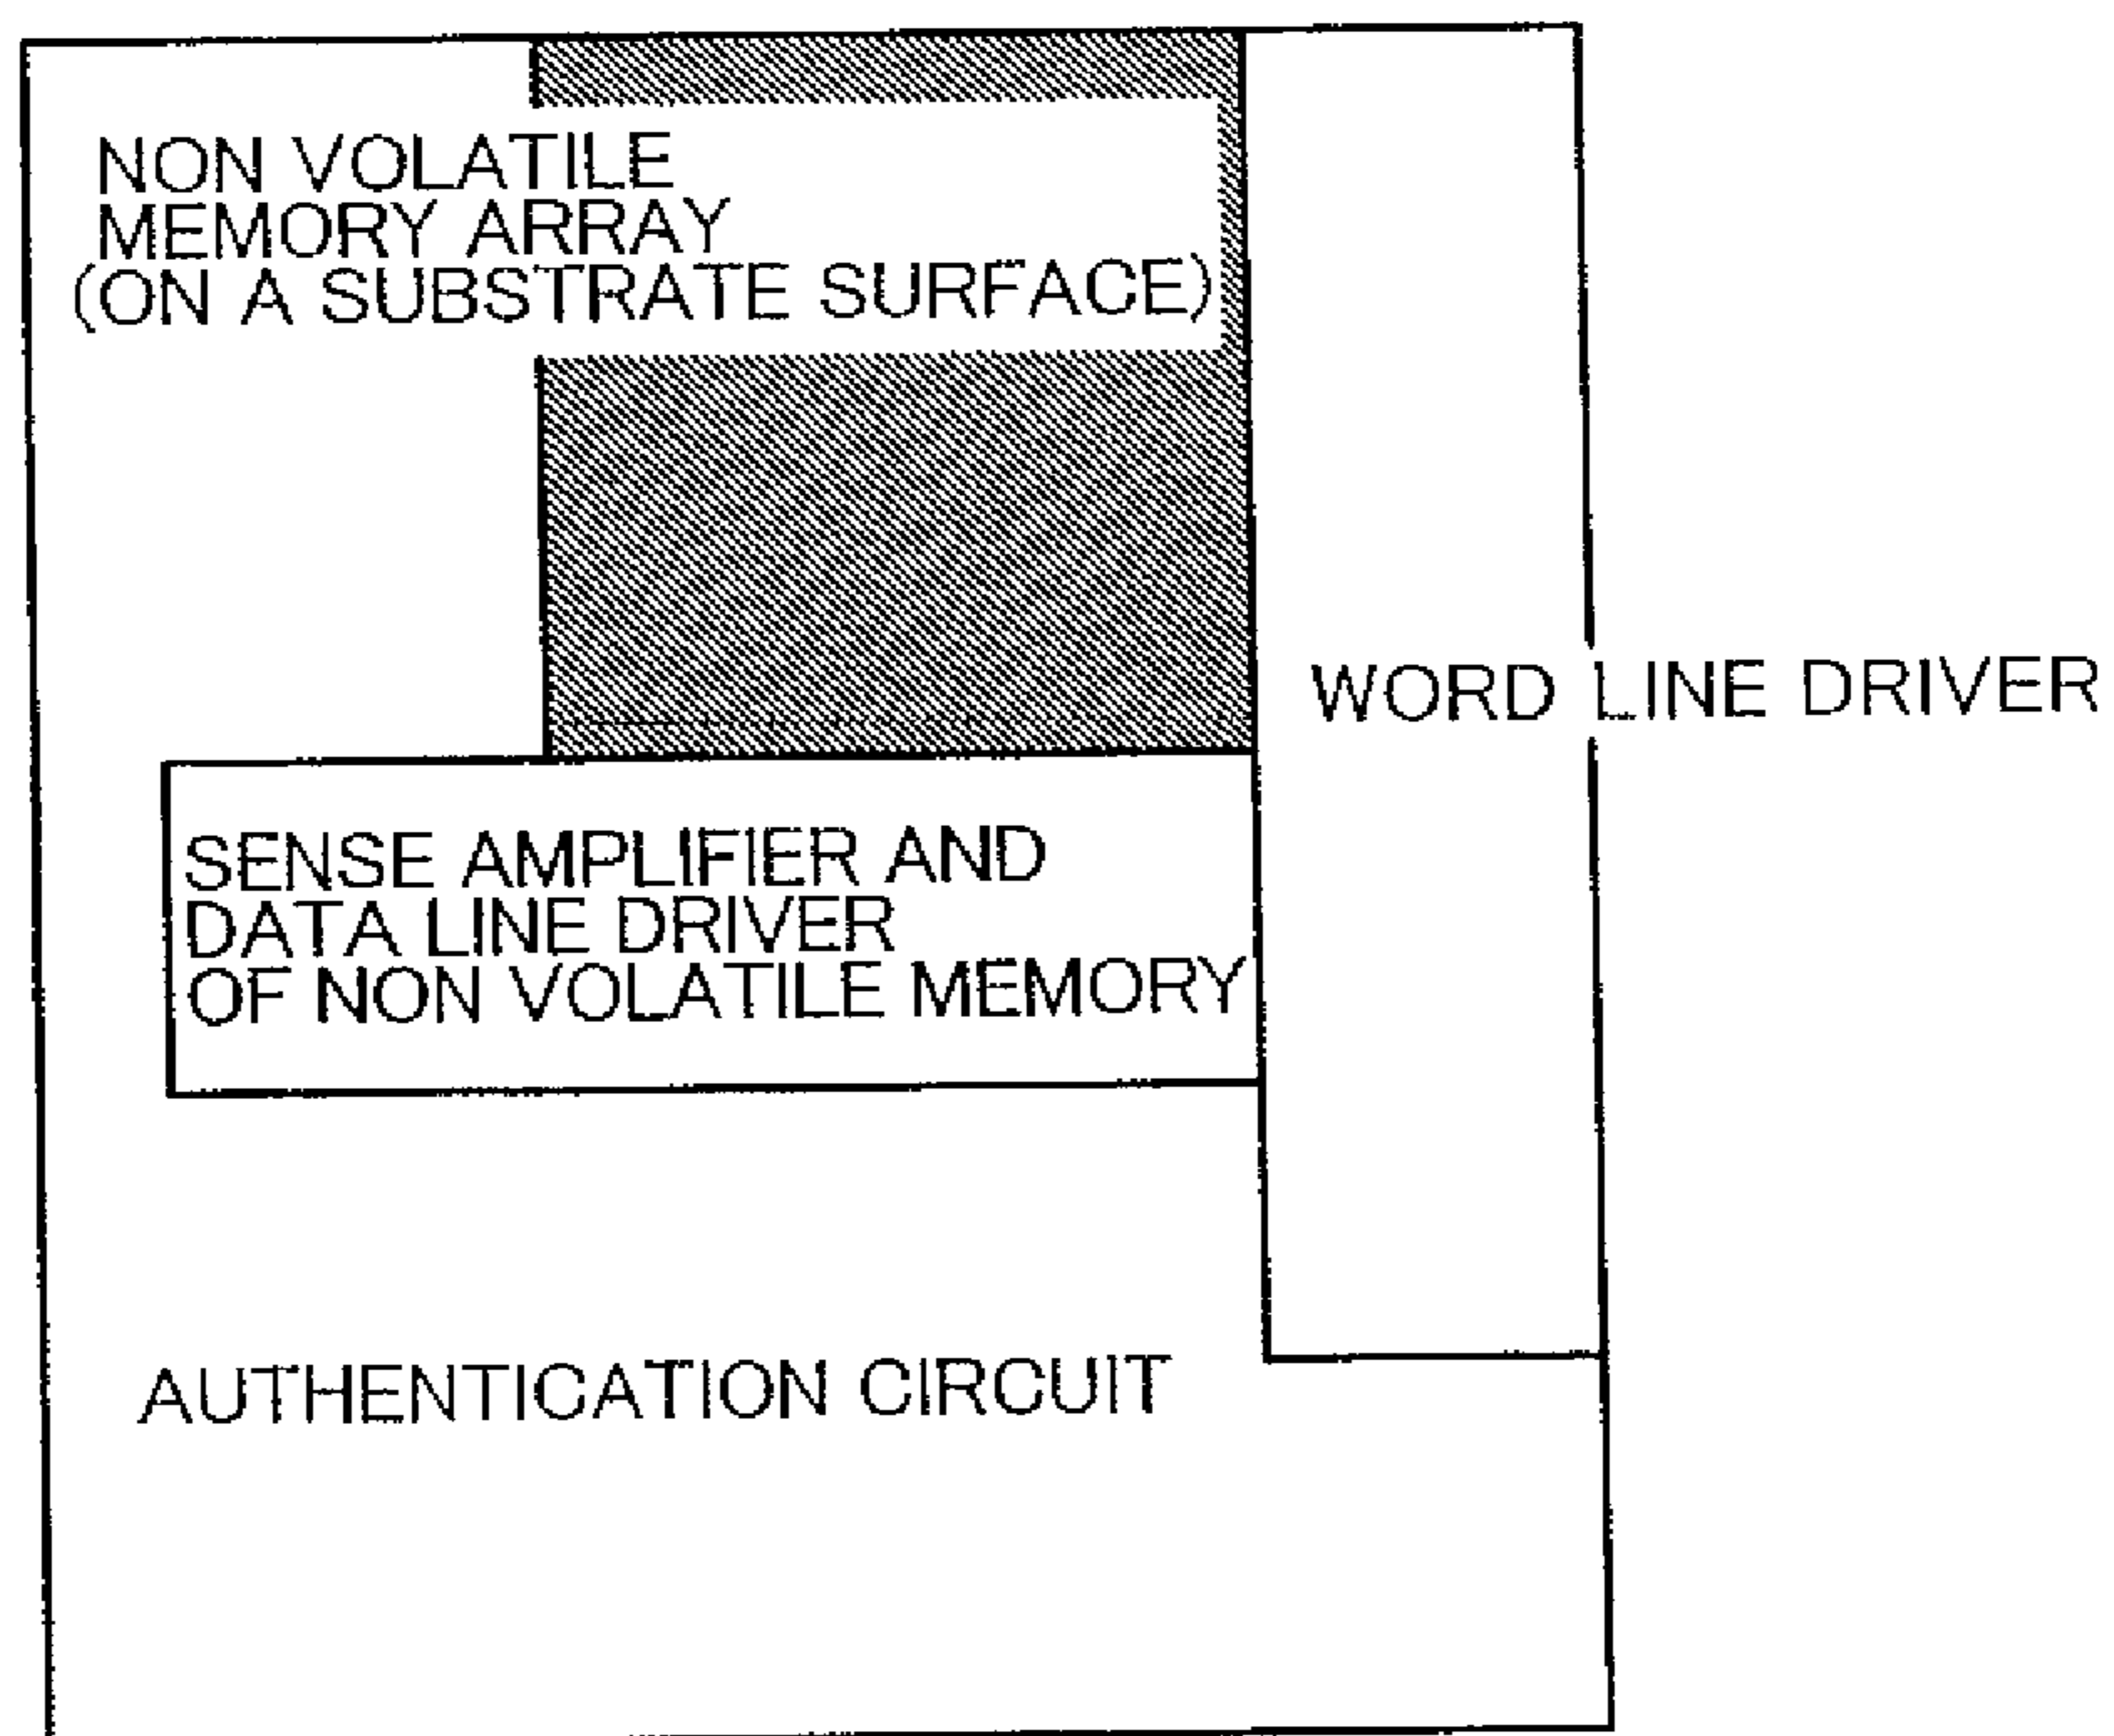 NON VOLATILE
MEMORY ARRAY
(ON A SUBSTRATE SURFACE)
WORD LINE DRIVER
SENSE AMPLIFIER AND
DATA LINE DRIVER
OF NON VOLATILE MEMORY
AUTHENTICATION CIRCUIT